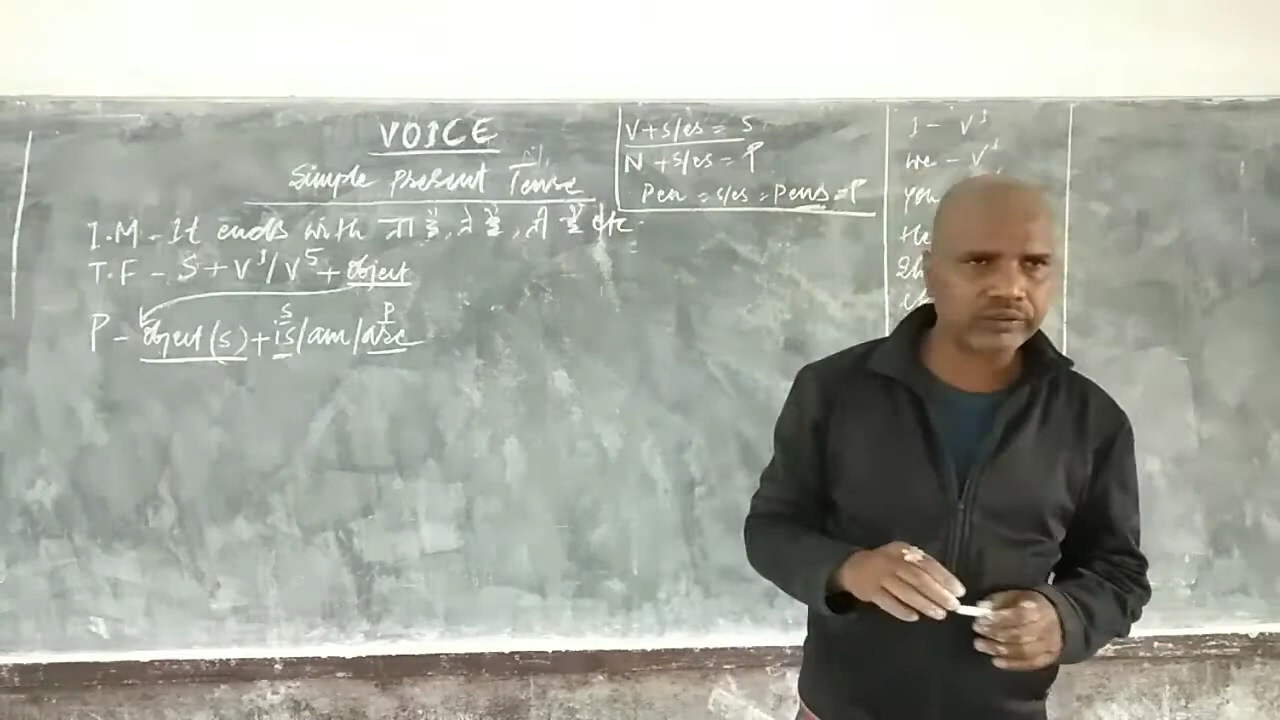 VOICE
Simple present Tense
I.M - It ends with ता है, ते हैं, ती है etc.
T.F - S + V¹/V⁵ + object
S P
P - object (s) + is/am/are
V + s/es = S
N + s/es = P
Pen = s/es = Pens = P
I - V¹
we - V¹
you